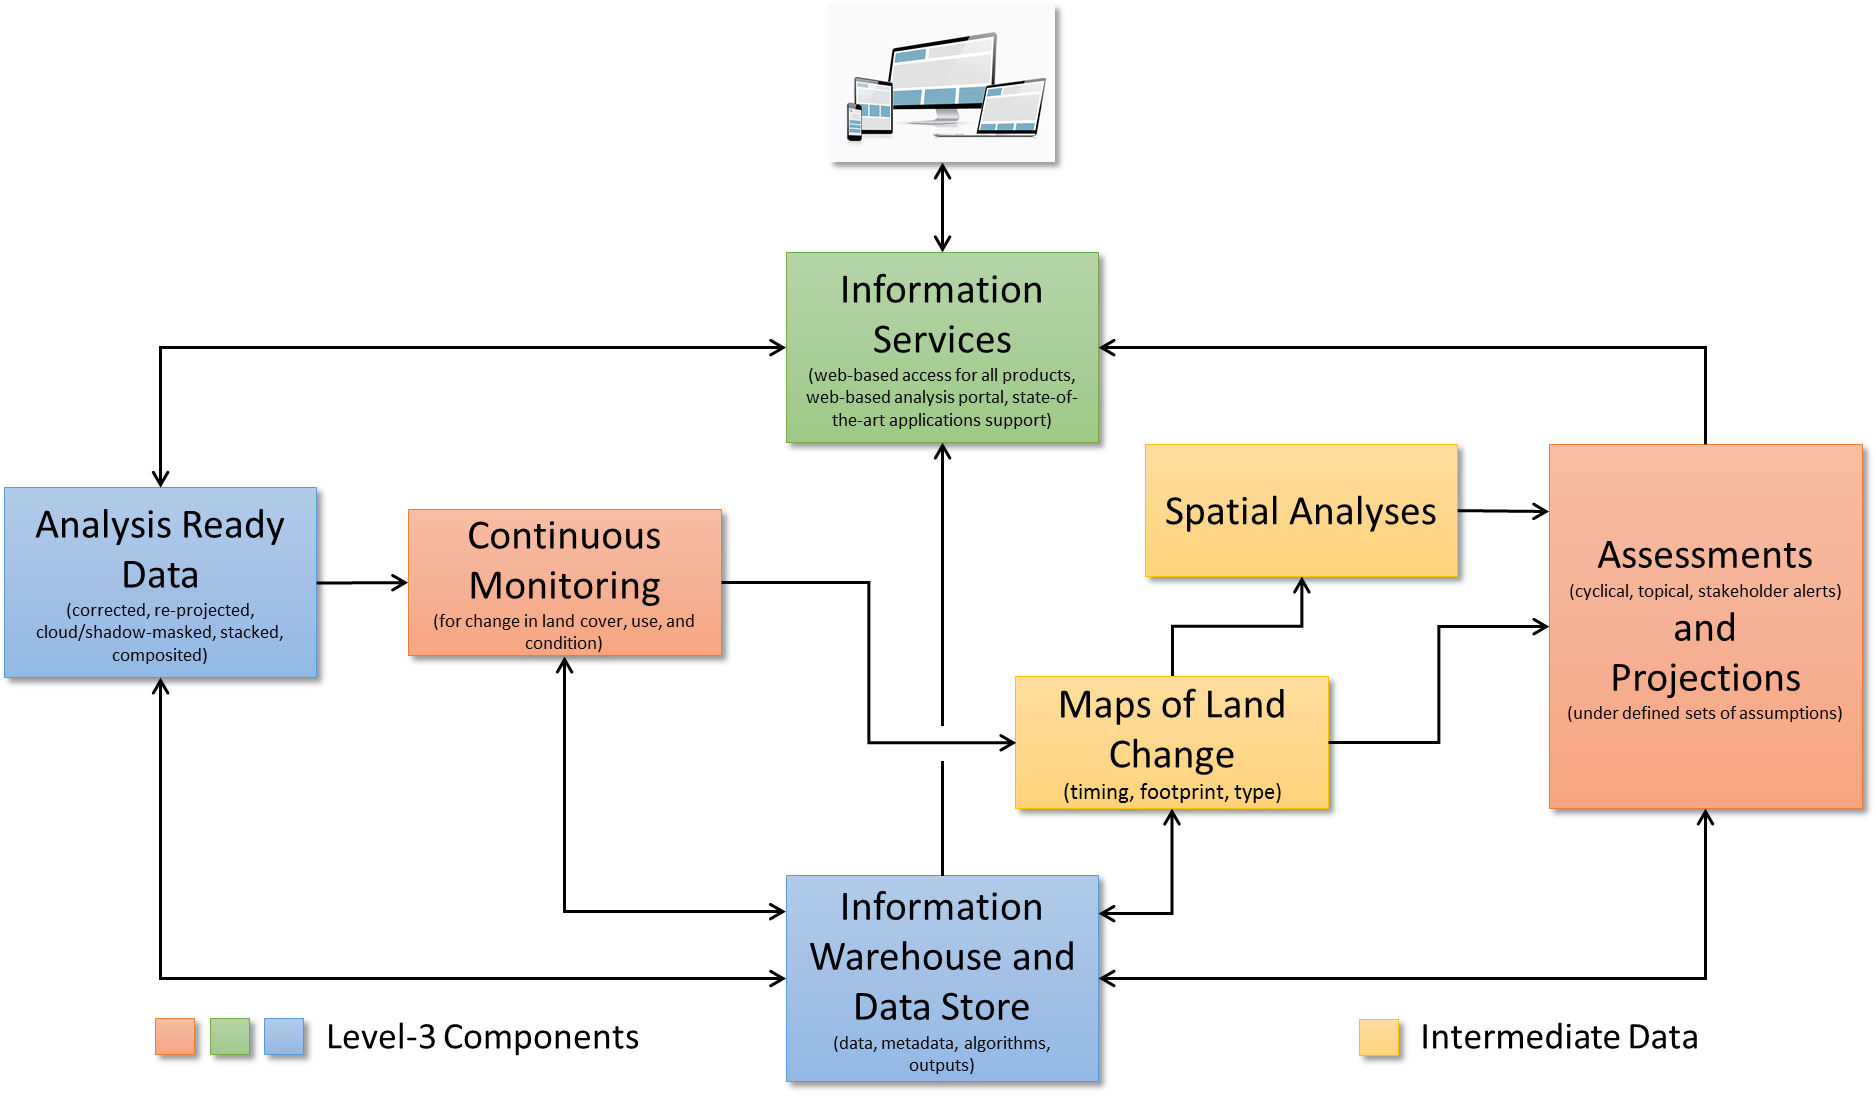 Information
Services
(web-based access for all products,
web-based analysis portal, state-of-
the-art applications support)
Analysis Ready
Data
(corrected, re-projected,
cloud/shadow-masked, stacked,
composited)
Continuous
Monitoring
(for change in land cover, use, and
condition)
Spatial Analyses
Maps of Land
Change
(timing, footprint, type)
Assessments
(cyclical, topical, stakeholder alerts)
and
Projections
(under defined sets of assumptions)
Information
Warehouse and
Data Store
(data, metadata, algorithms,
outputs)
Level-3 Components
Intermediate Data